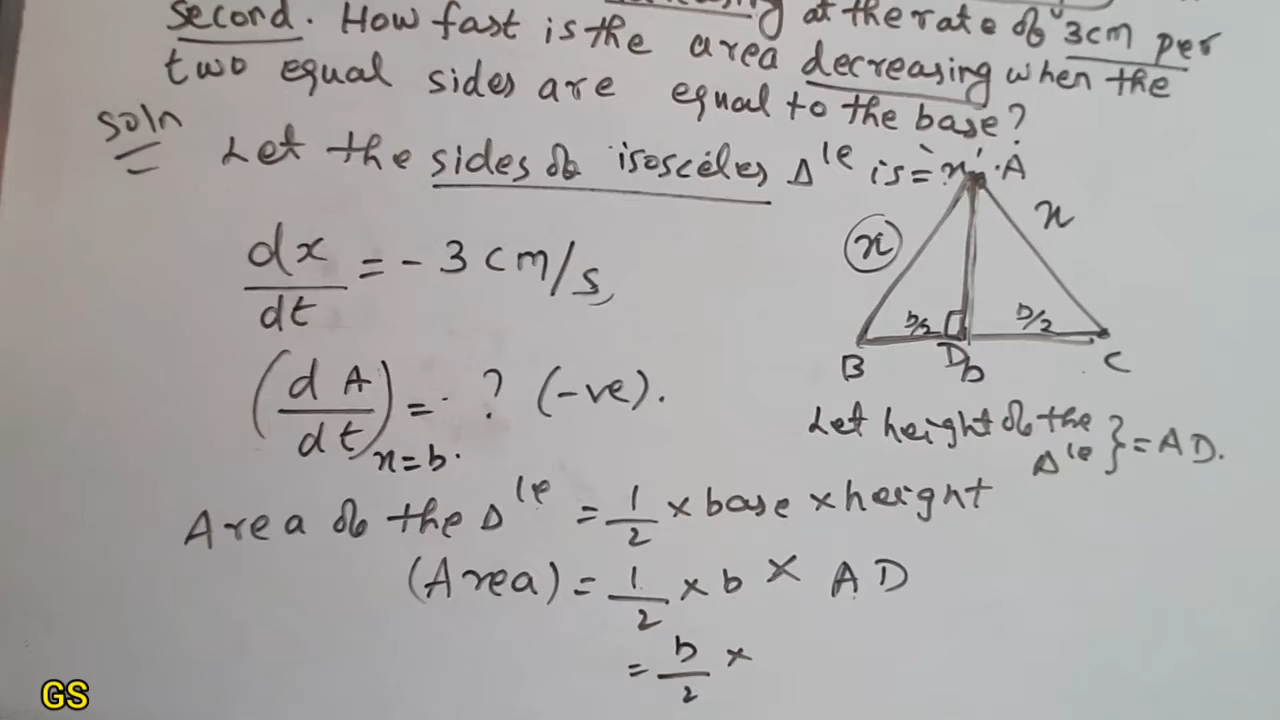 second. How fast is the area decreasing when the
at the rate of 3cm per
two equal sides are equal to the base?
Soln
Let the sides of isosceles Δle is = 'x'
A
x
x
dx/dt = - 3 cm/s,
b/2
b/2
B
D
b
C
(dA/dt)x=b = ? (-ve).
Let height of the Δle } = AD.
Area of the Δle = 1/2 × base × height
(Area) = 1/2 × b × AD
= b/2 ×
GS